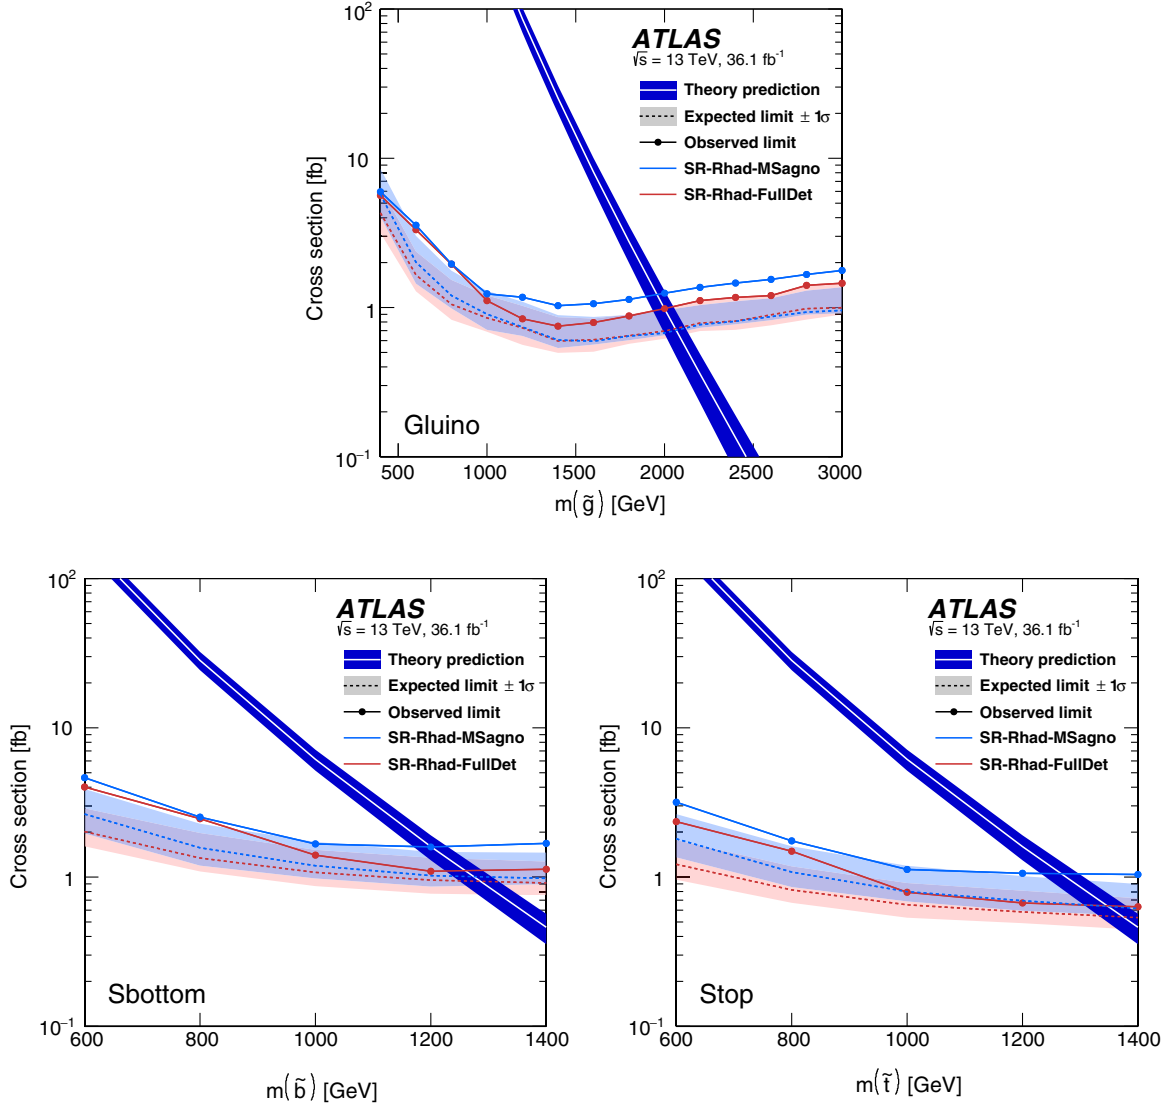 10²
10
1
10⁻¹
Cross section [fb]
ATLAS
√s = 13 TeV, 36.1 fb⁻¹
Theory prediction
Expected limit ± 1σ
Observed limit
SR-Rhad-MSagno
SR-Rhad-FullDet
Gluino
500 1000 1500 2000 2500 3000
m(g̃) [GeV]
10²
10
1
10⁻¹
Cross section [fb]
ATLAS
√s = 13 TeV, 36.1 fb⁻¹
Theory prediction
Expected limit ± 1σ
Observed limit
SR-Rhad-MSagno
SR-Rhad-FullDet
Sbottom
600 800 1000 1200 1400
m(b̃) [GeV]
10²
10
1
10⁻¹
Cross section [fb]
ATLAS
√s = 13 TeV, 36.1 fb⁻¹
Theory prediction
Expected limit ± 1σ
Observed limit
SR-Rhad-MSagno
SR-Rhad-FullDet
Stop
600 800 1000 1200 1400
m(t̃) [GeV]